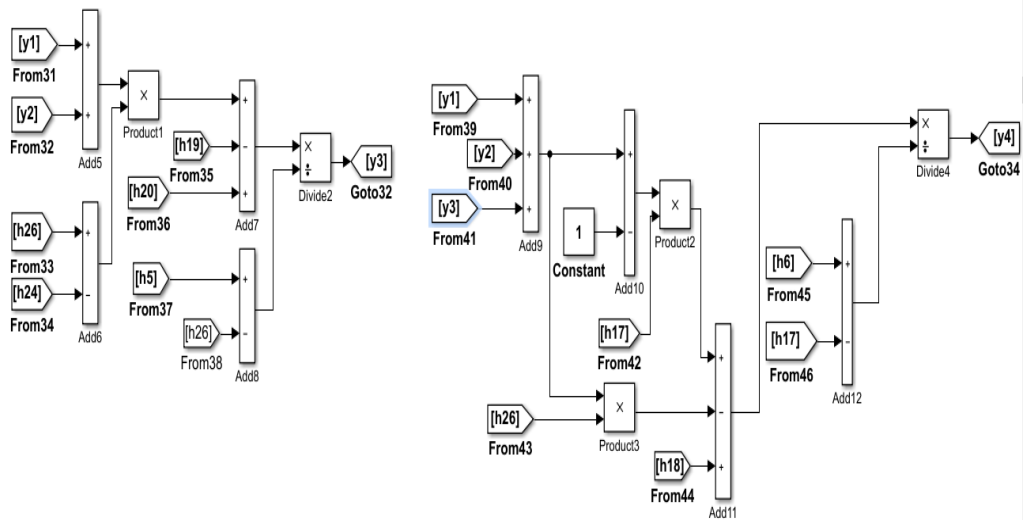 [y1]
From31
+
[y2]
From32
+
Add5
×
Product1
[h26]
From33
+
[h24]
From34
−
Add6
+
[h19]
From35
−
[h20]
From36
+
Add7
[h5]
From37
+
[h26]
From38
−
Add8
×
÷
Divide2
[y3]
Goto32
[y1]
From39
+
[y2]
From40
+
[y3]
From41
+
Add9
+
1
Constant
−
Add10
×
Product2
[h17]
From42
[h26]
From43
×
Product3
+
−
[h18]
From44
+
Add11
[h6]
From45
+
[h17]
From46
−
Add12
×
÷
Divide4
[y4]
Goto34